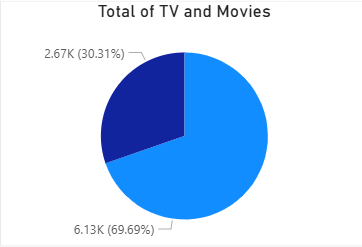 Total of TV and Movies
2.67K (30.31%)
6.13K (69.69%)